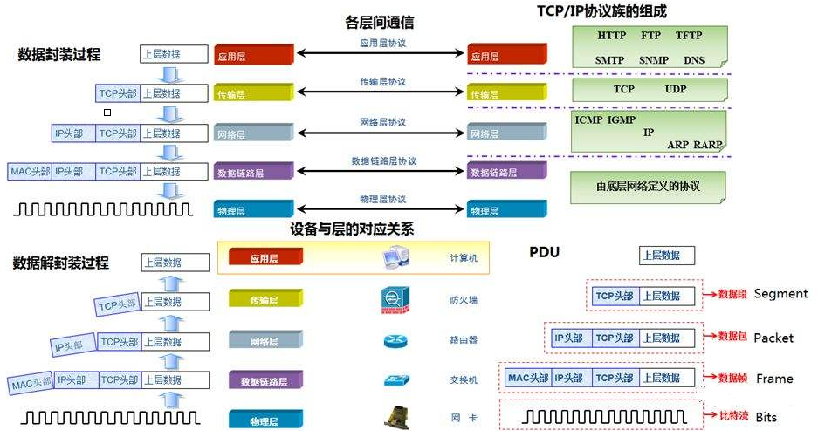 各层间通信
TCP/IP协议族的组成
数据封装过程
上层数据
应用层
应用层协议
应用层
HTTP FTP TFTP
SMTP SNMP DNS
TCP头部 上层数据
传输层
传输层协议
传输层
TCP UDP
IP头部 TCP头部 上层数据
网络层
网络层协议
网络层
ICMP IGMP
IP
ARP RARP
MAC头部 IP头部 TCP头部 上层数据
数据链路层
数据链路层协议
数据链路层
由底层网络定义的协议
物理层
物理层协议
物理层
设备与层的对应关系
数据解封装过程
上层数据
应用层
计算机
PDU
上层数据
TCP头部 上层数据
传输层
防火墙
TCP头部 上层数据
数据段 Segment
IP头部 TCP头部 上层数据
网络层
路由器
IP头部 TCP头部 上层数据
数据包 Packet
MAC头部 IP头部 TCP头部 上层数据
数据链路层
交换机
MAC头部 IP头部 TCP头部 上层数据
数据帧 Frame
物理层
网 卡
比特流 Bits